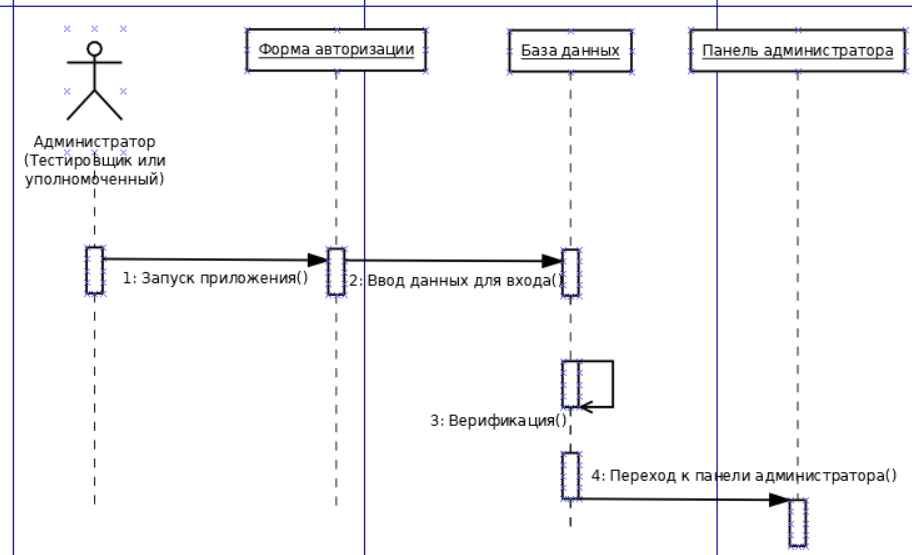 Форма авторизации
База данных
Панель администратора
Администратор
(Тестировщик или
уполномоченный)
1: Запуск приложения()
2: Ввод данных для входа()
3: Верификация()
4: Переход к панели администратора()